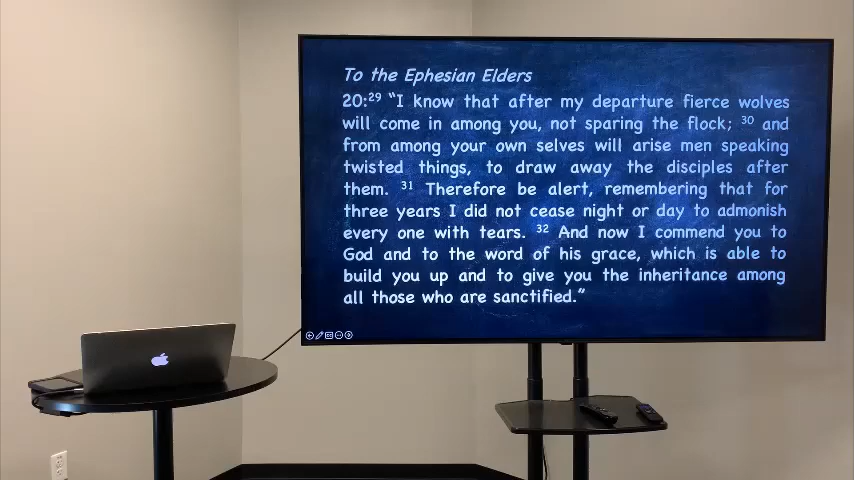 To the Ephesian Elders
20:²⁹ “I know that after my departure fierce wolves
will come in among you, not sparing the flock; ³⁰ and
from among your own selves will arise men speaking
twisted things, to draw away the disciples after
them. ³¹ Therefore be alert, remembering that for
three years I did not cease night or day to admonish
every one with tears. ³² And now I commend you to
God and to the word of his grace, which is able to
build you up and to give you the inheritance among
all those who are sanctified.”